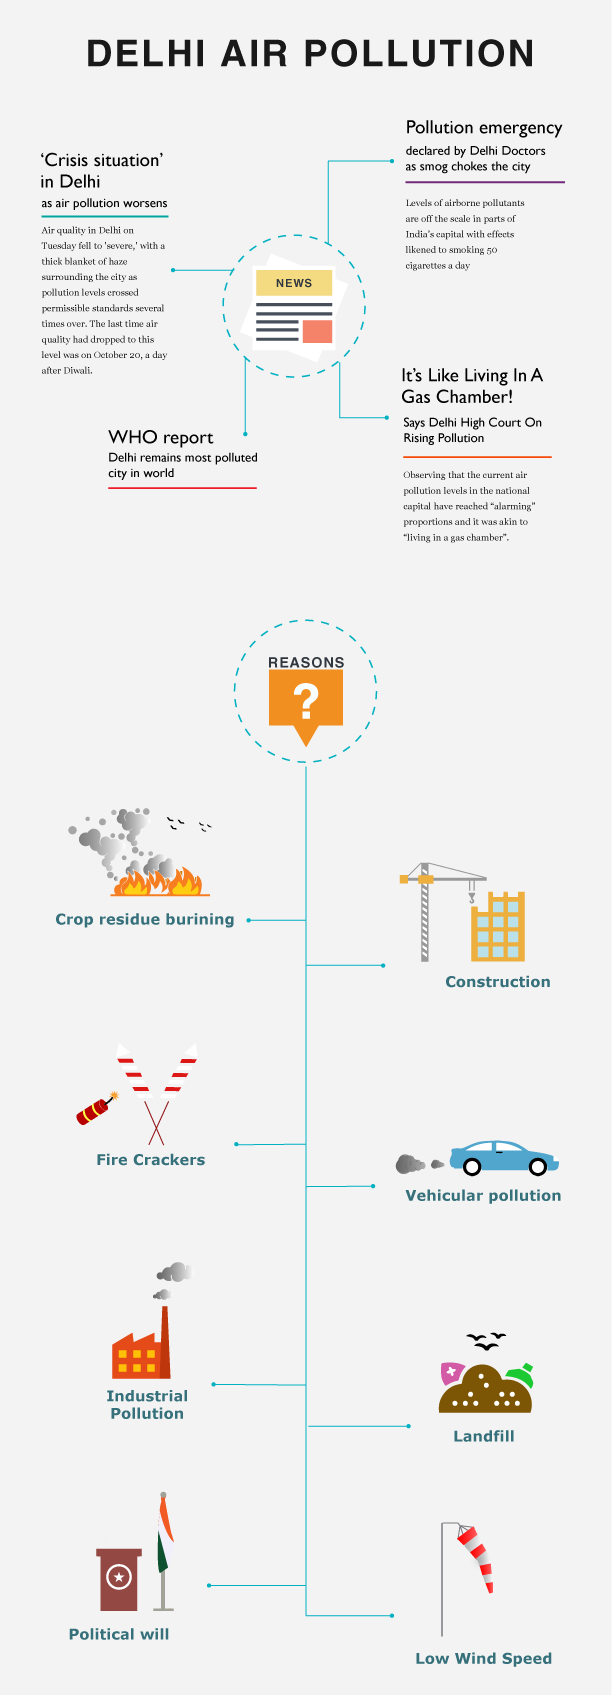 DELHI AIR POLLUTION
‘Crisis situation’
in Delhi
as air pollution worsens
Air quality in Delhi on
Tuesday fell to 'severe,' with a
thick blanket of haze
surrounding the city as
pollution levels crossed
permissible standards several
times over. The last time air
quality had dropped to this
level was on October 20, a day
after Diwali.
Pollution emergency
declared by Delhi Doctors
as smog chokes the city
Levels of airborne pollutants
are off the scale in parts of
India's capital with effects
likened to smoking 50
cigarettes a day
NEWS
WHO report
Delhi remains most polluted
city in world
It's Like Living In A
Gas Chamber!
Says Delhi High Court On
Rising Pollution
Observing that the current air
pollution levels in the national
capital have reached “alarming”
proportions and it was akin to
“living in a gas chamber”.
REASONS
?
Crop residue burining
Construction
Fire Crackers
Vehicular pollution
Industrial
Pollution
Landfill
Political will
Low Wind Speed